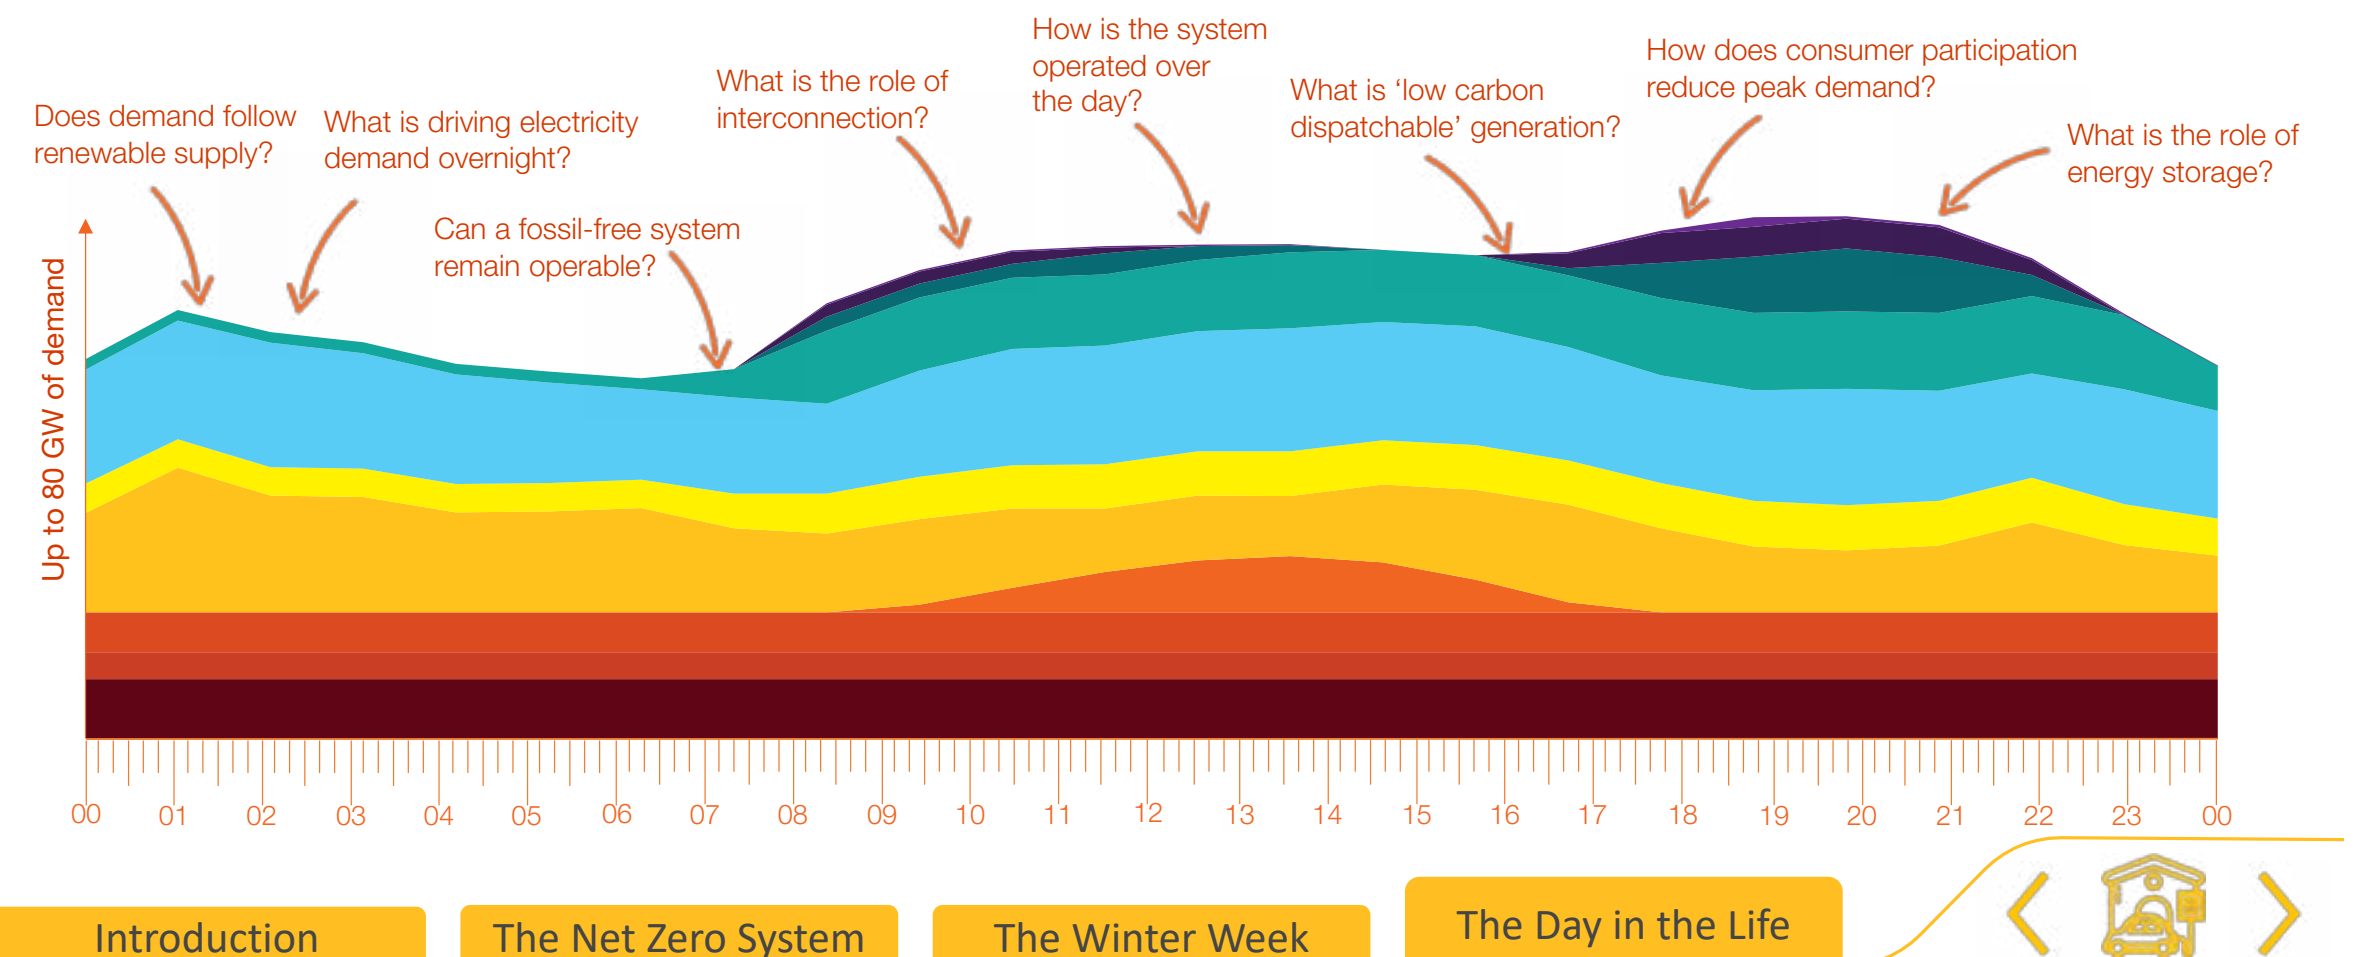 How is the system
operated over
the day?
How does consumer participation
reduce peak demand?
What is the role of
interconnection?
What is ‘low carbon
dispatchable’ generation?
Does demand follow
renewable supply?
What is driving electricity
demand overnight?
What is the role of
energy storage?
Can a fossil-free system
remain operable?
Up to 80 GW of demand
00 01 02 03 04 05 06 07 08 09 10 11 12 13 14 15 16 17 18 19 20 21 22 23 00
Introduction
The Net Zero System
The Winter Week
The Day in the Life